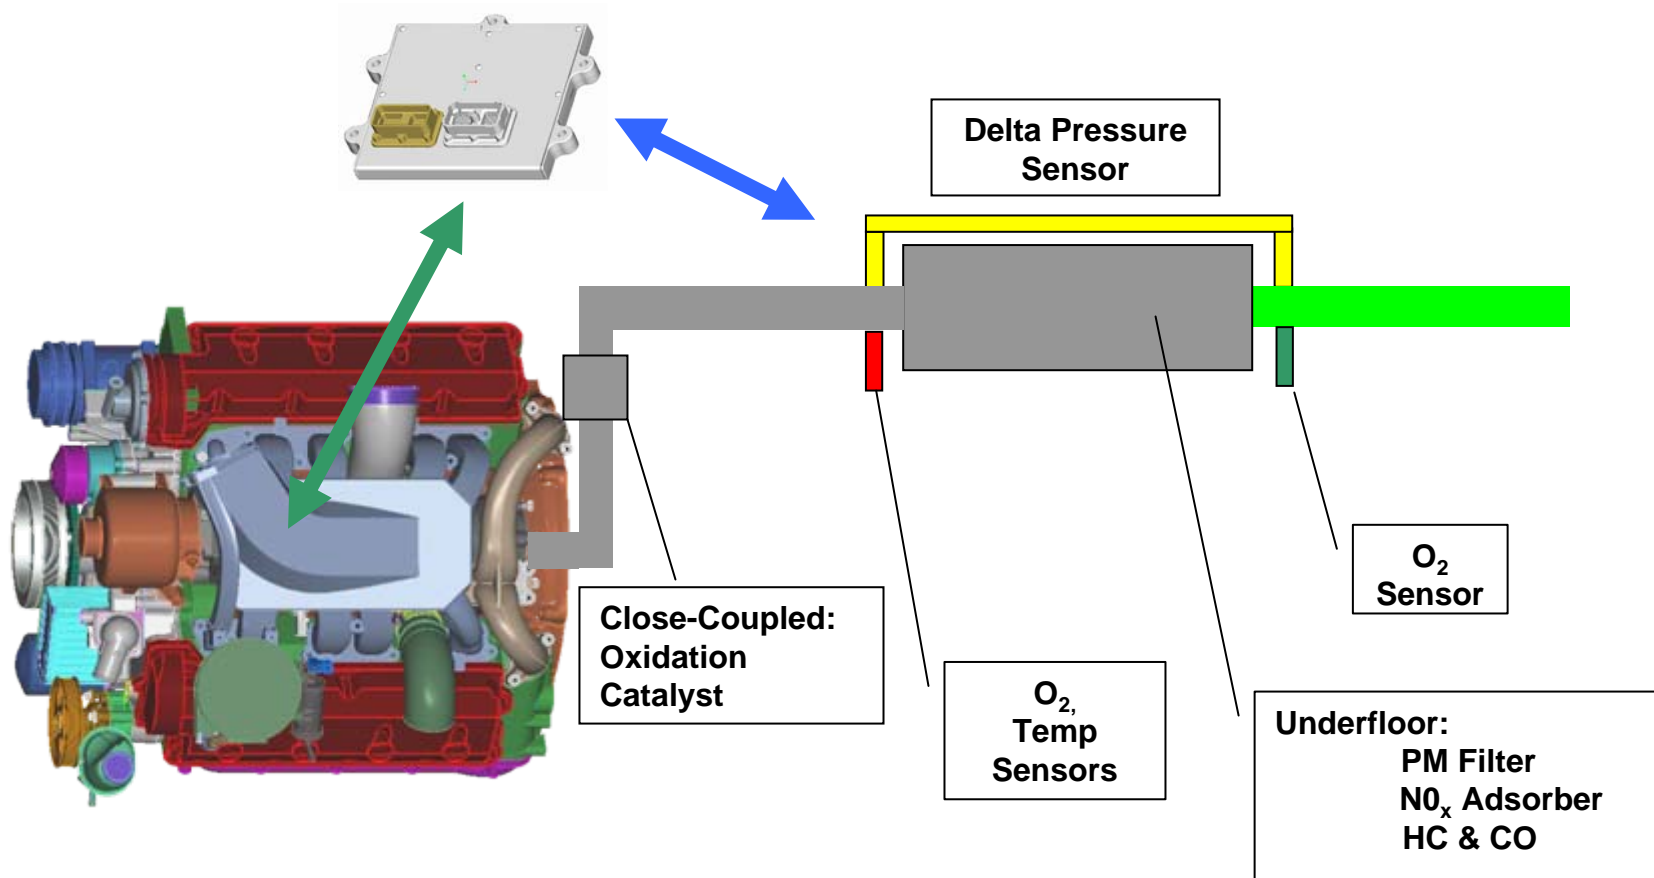 Delta Pressure
Sensor
O₂
Sensor
Close-Coupled:
Oxidation
Catalyst
O₂,
Temp
Sensors
Underfloor:
PM Filter
N0ₓ Adsorber
HC & CO